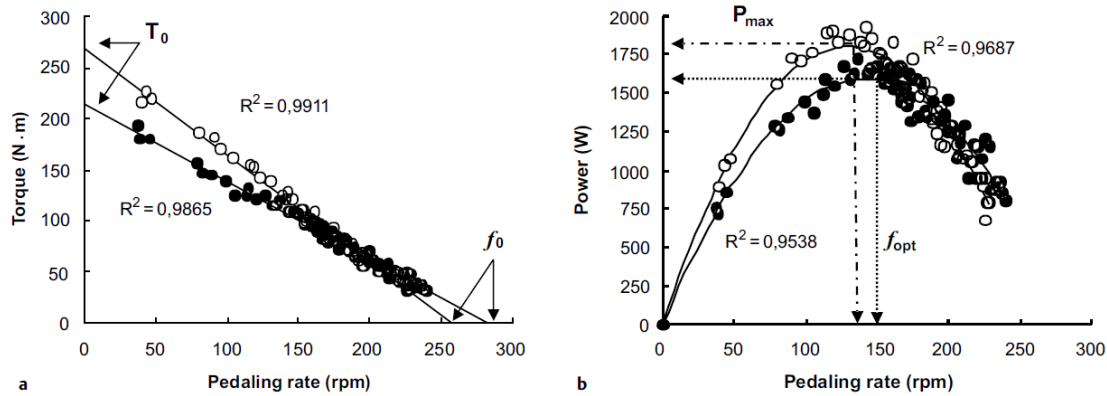 300
250
200
150
100
50
0
Torque (N · m)
T0
R2 = 0,9911
R2 = 0,9865
f0
0 50 100 150 200 250 300
Pedaling rate (rpm)
a
2000
1750
1500
1250
1000
750
500
250
0
Power (W)
Pmax
R2 = 0,9687
R2 = 0,9538
fopt
0 50 100 150 200 250 300
Pedaling rate (rpm)
b